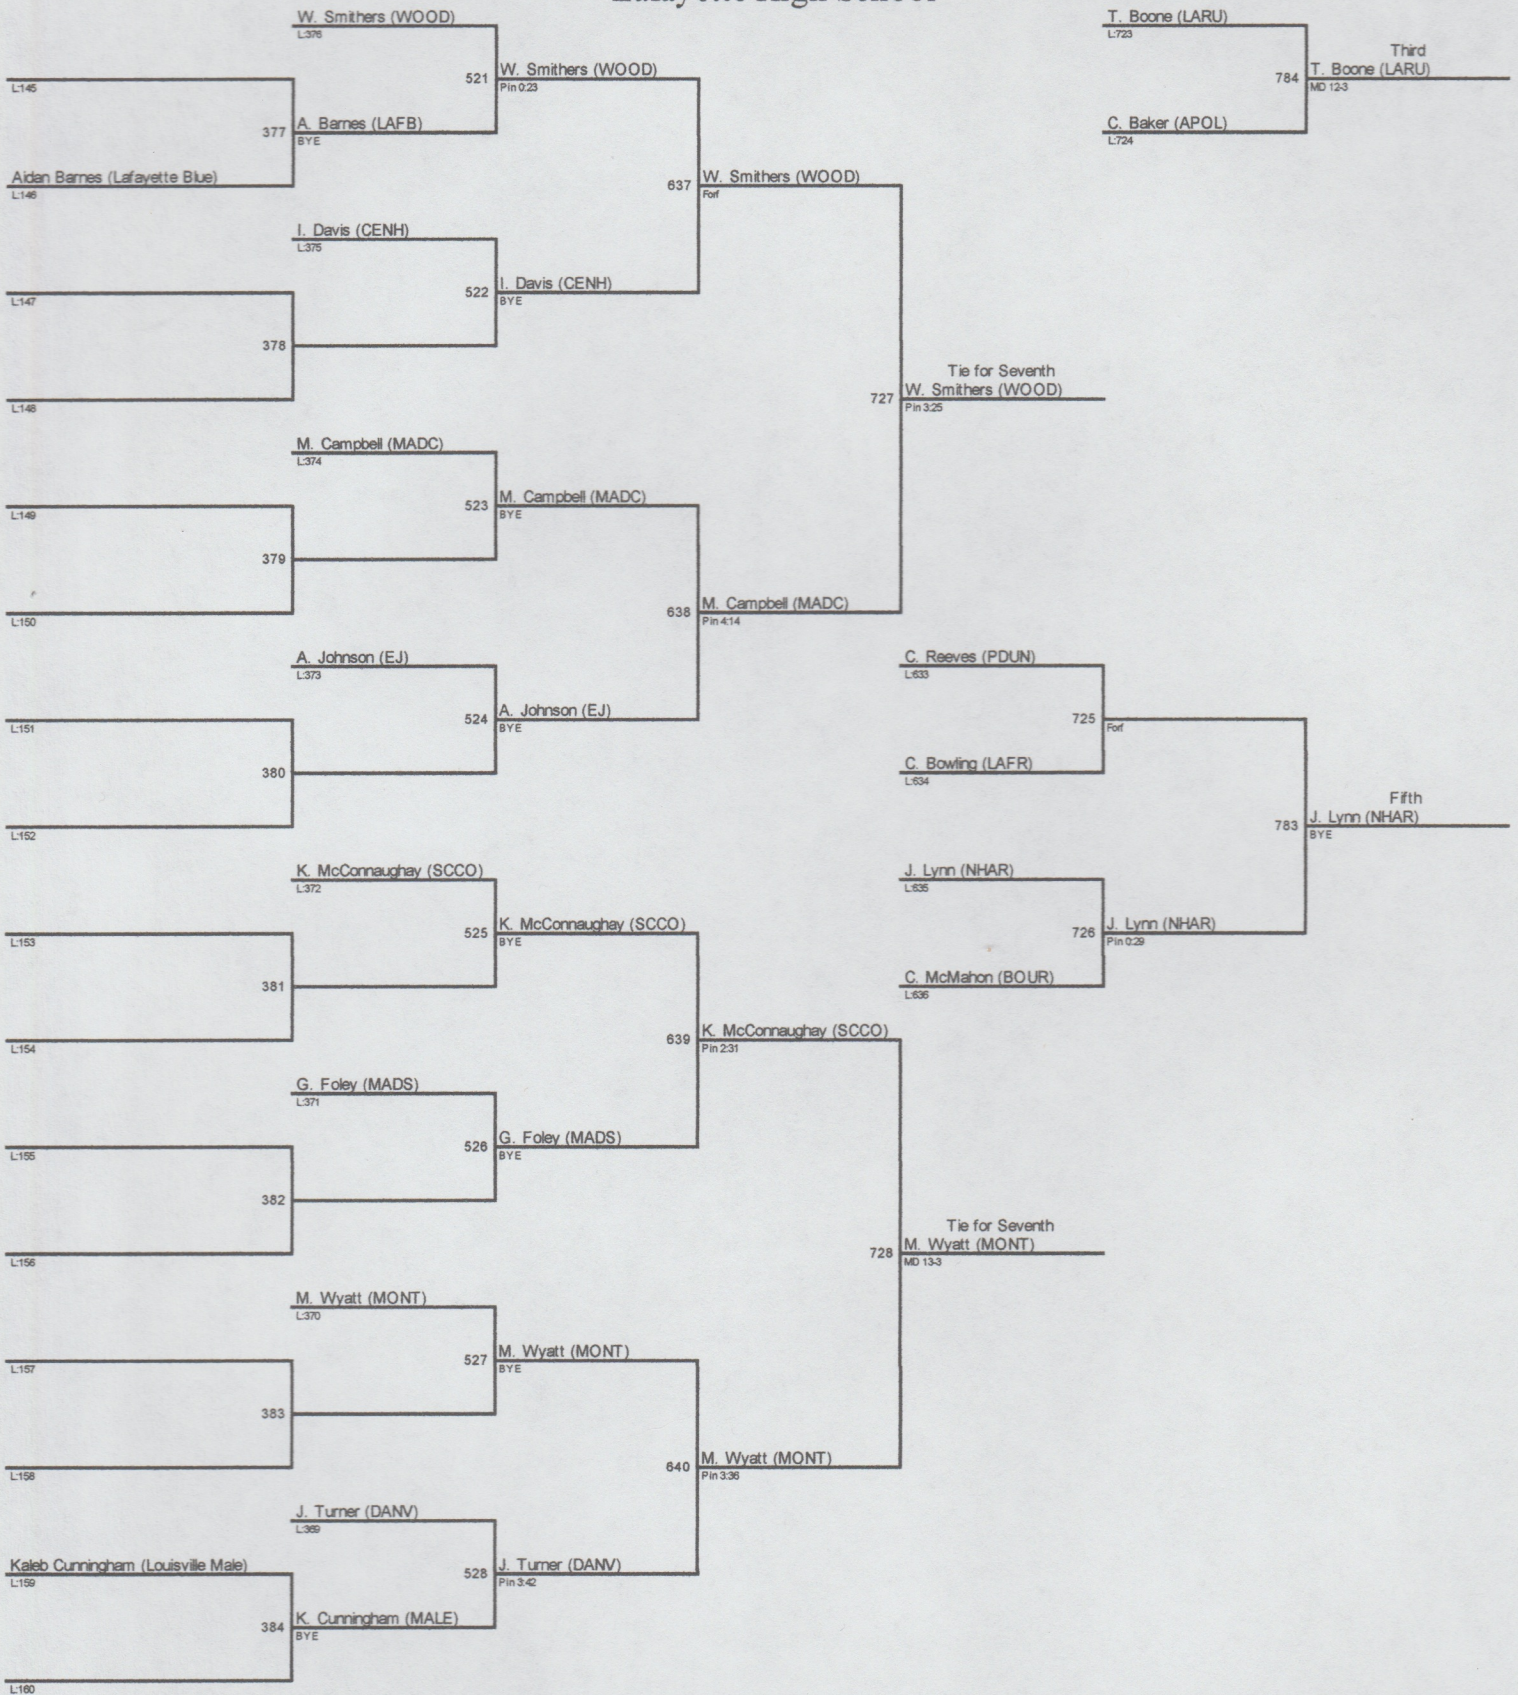 W. Smithers (WOOD)
L:376
L:145
377
A. Barnes (LAFB)
BYE
Aidan Barnes (Lafayette Blue)
L:146
521
W. Smithers (WOOD)
Pin 0:23
I. Davis (CENH)
L:375
L:147
378
L:148
522
I. Davis (CENH)
BYE
637
W. Smithers (WOOD)
Forf
M. Campbell (MADC)
L:374
L:149
379
L:150
523
M. Campbell (MADC)
BYE
A. Johnson (EJ)
L:373
L:151
380
L:152
524
A. Johnson (EJ)
BYE
638
M. Campbell (MADC)
Pin 4:14
727
Tie for Seventh
W. Smithers (WOOD)
Pin 3:25
K. McConnaughay (SCCO)
L:372
L:153
381
L:154
525
K. McConnaughay (SCCO)
BYE
G. Foley (MADS)
L:371
L:155
382
L:156
526
G. Foley (MADS)
BYE
639
K. McConnaughay (SCCO)
Pin 2:31
M. Wyatt (MONT)
L:370
L:157
383
L:158
527
M. Wyatt (MONT)
BYE
J. Turner (DANV)
L:369
Kaleb Cunningham (Louisville Male)
L:159
384
K. Cunningham (MALE)
BYE
L:160
528
J. Turner (DANV)
Pin 3:42
640
M. Wyatt (MONT)
Pin 3:36
728
Tie for Seventh
M. Wyatt (MONT)
MD 13-3
T. Boone (LARU)
L:723
784
Third
T. Boone (LARU)
MD 12-3
C. Baker (APOL)
L:724
C. Reeves (PDUN)
L:633
725
Forf
C. Bowling (LAFR)
L:634
J. Lynn (NHAR)
L:635
726
J. Lynn (NHAR)
Pin 0:29
C. McMahon (BOUR)
L:636
783
Fifth
J. Lynn (NHAR)
BYE